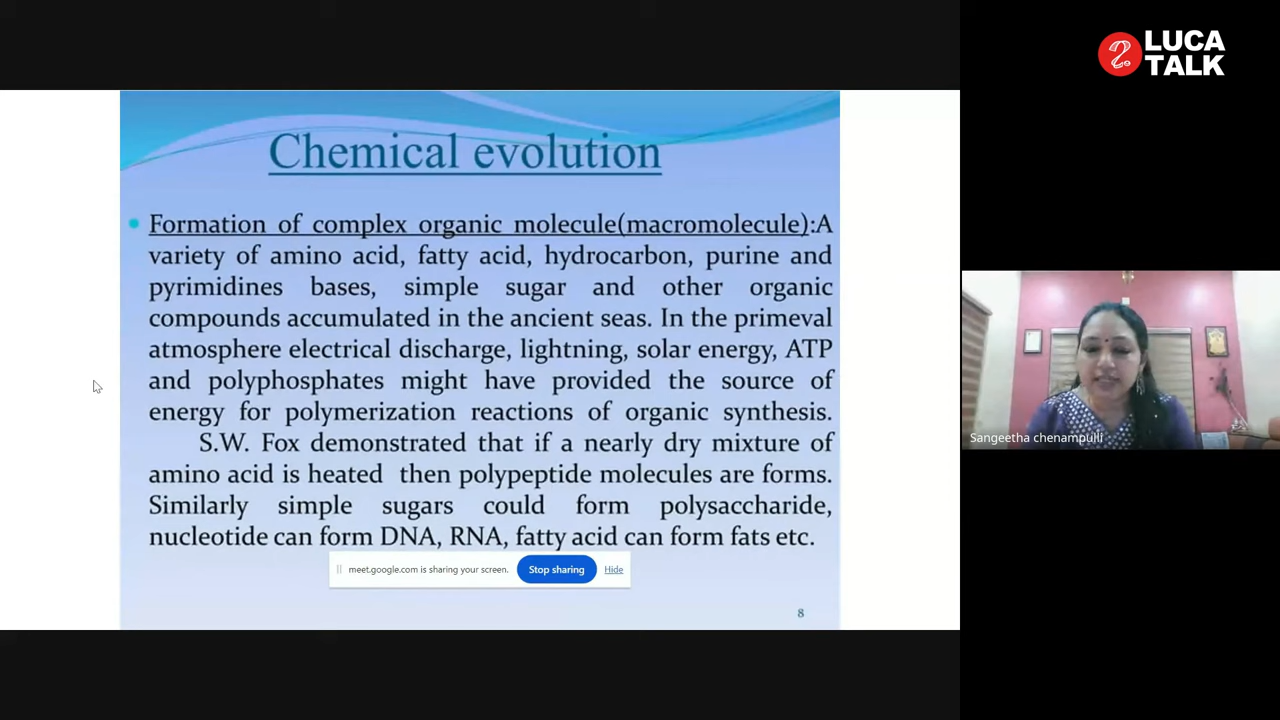 LUCA
TALK
Chemical evolution
Formation of complex organic molecule(macromolecule):A
variety of amino acid, fatty acid, hydrocarbon, purine and
pyrimidines bases, simple sugar and other organic
compounds accumulated in the ancient seas. In the primeval
atmosphere electrical discharge, lightning, solar energy, ATP
and polyphosphates might have provided the source of
energy for polymerization reactions of organic synthesis.
S.W. Fox demonstrated that if a nearly dry mixture of
amino acid is heated then polypeptide molecules are forms.
Similarly simple sugars could form polysaccharide,
nucleotide can form DNA, RNA, fatty acid can form fats etc.
meet.google.com is sharing your screen. Stop sharing Hide
8
Sangeetha chenampulli